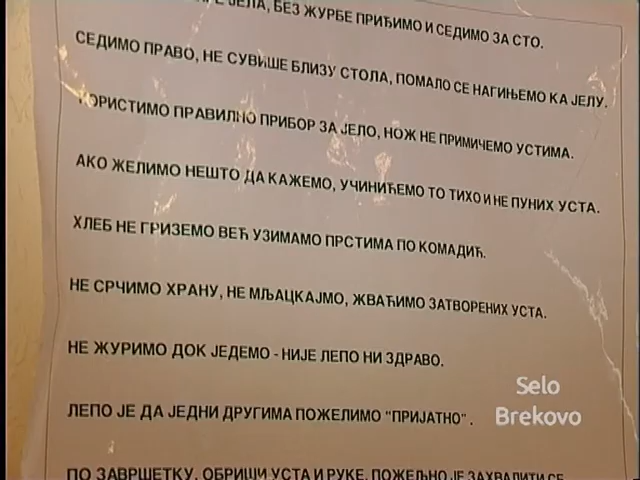 ЈЕЛА, БЕЗ ЖУРБЕ ПРИЂИМО И СЕДИМО ЗА СТО.
СЕДИМО ПРАВО, НЕ СУВИШЕ БЛИЗУ СТОЛА, ПОМАЛО СЕ НАГИЊЕМО КА ЈЕЛУ.
КОРИСТИМО ПРАВИЛНО ПРИБОР ЗА ЈЕЛО, НОЖ НЕ ПРИМИЧЕМО УСТИМА.
АКО ЖЕЛИМО НЕШТО ДА КАЖЕМО, УЧИНИЋЕМО ТО ТИХО И НЕ ПУНИХ УСТА.
ХЛЕБ НЕ ГРИЗЕМО ВЕЋ УЗИМАМО ПРСТИМА ПО КОМАДИЋ.
НЕ СРЧИМО ХРАНУ, НЕ МЉАЦКАЈМО, ЖВАЋИМО ЗАТВОРЕНИХ УСТА.
НЕ ЖУРИМО ДОК ЈЕДЕМО - НИЈЕ ЛЕПО НИ ЗДРАВО.
ЛЕПО ЈЕ ДА ЈЕДНИ ДРУГИМА ПОЖЕЛИМО "ПРИЈАТНО".
ПО ЗАВРШЕТКУ, ОБРИШИ УСТА И РУКЕ, ПОЖЕЉНО ЈЕ ЗАХВАЛИТИ СЕ
Selo
Brekovo